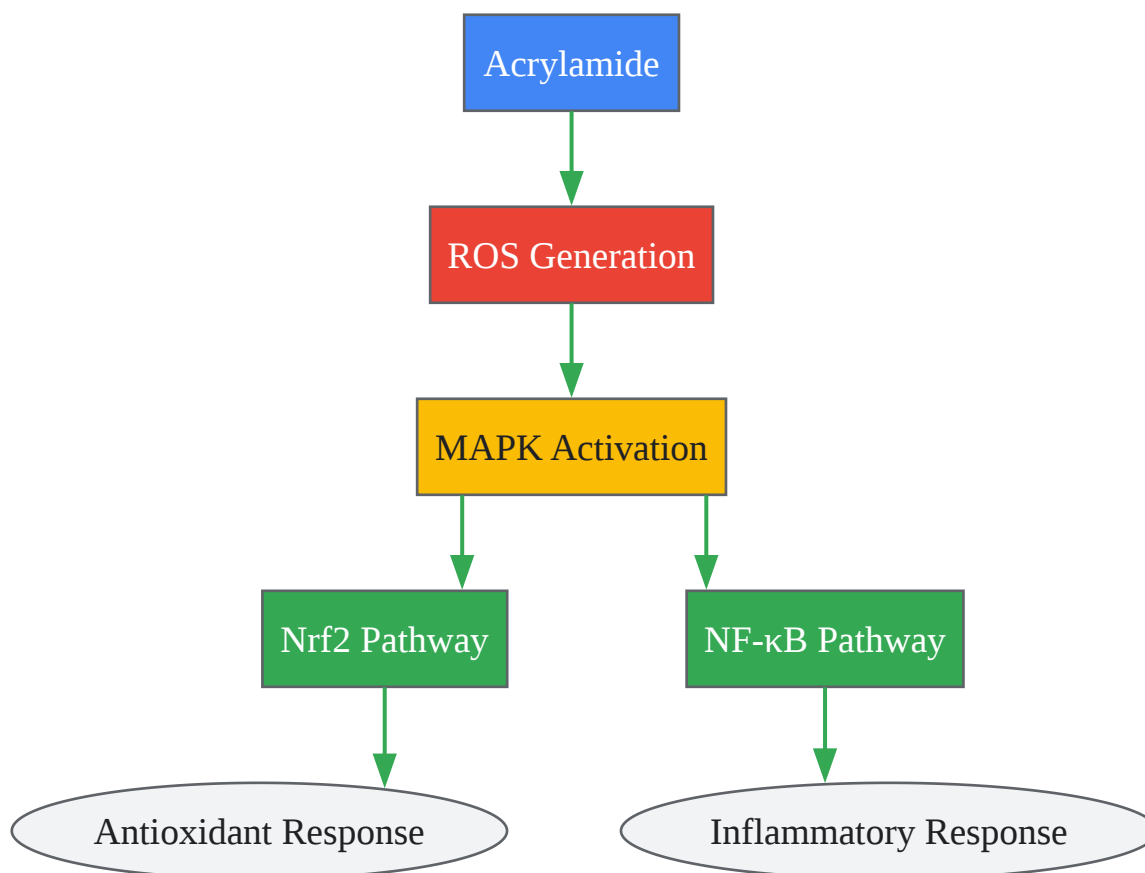 Acrylamide
ROS Generation
MAPK Activation
Nrf2 Pathway
NF-κB Pathway
Antioxidant Response
Inflammatory Response